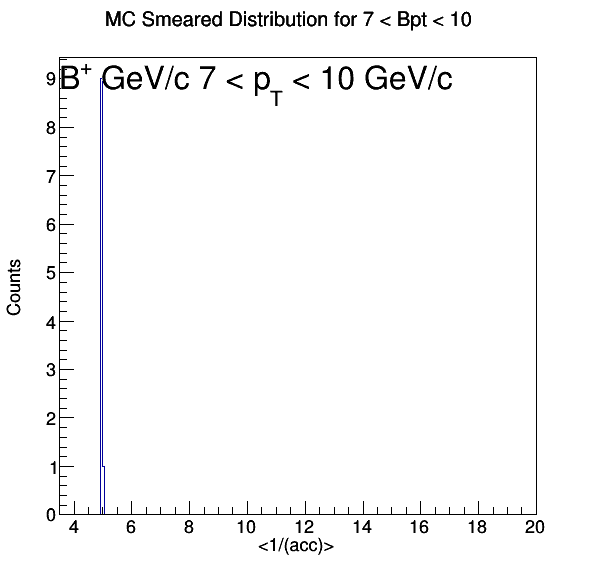 MC Smeared Distribution for 7 < Bpt < 10
B⁺ GeV/c 7 < p_T < 10 GeV/c
9
8
7
6
5
4
3
2
1
0
Counts
4 6 8 10 12 14 16 18 20
<1/(acc)>